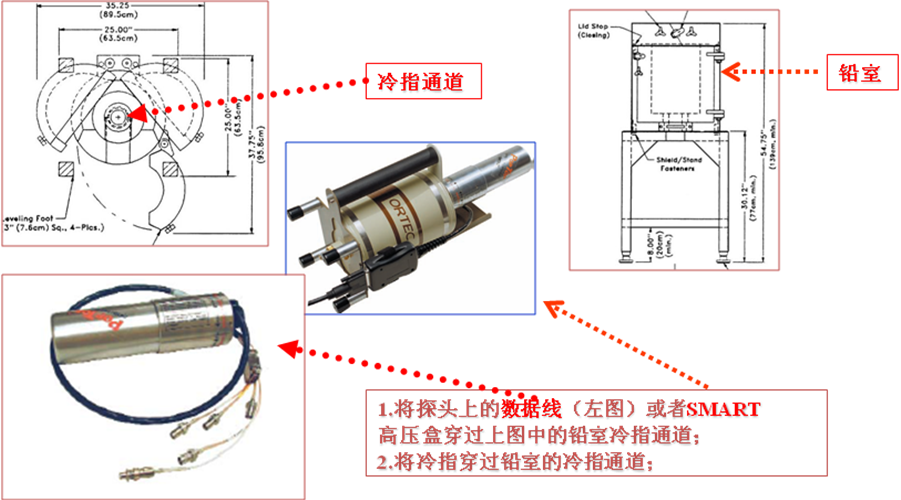 35.25
(89.5cm)
25.00"
(63.5cm)
25.00"
(63.5cm)
37.75"
(95.8cm)
Leveling Foot
3" (7.6cm) Sq., 4-Plcs.)
冷指通道
Lid Stop
(Closing)
铅室
Shield/Stand
Fasteners
54.75"
(139cm, min.)
30.12"
(77cm, min.)
8.00"
(20cm)
(min.)
ORTEC
1.将探头上的数据线（左图）或者SMART
高压盒穿过上图中的铅室冷指通道；
2.将冷指穿过铅室的冷指通道；